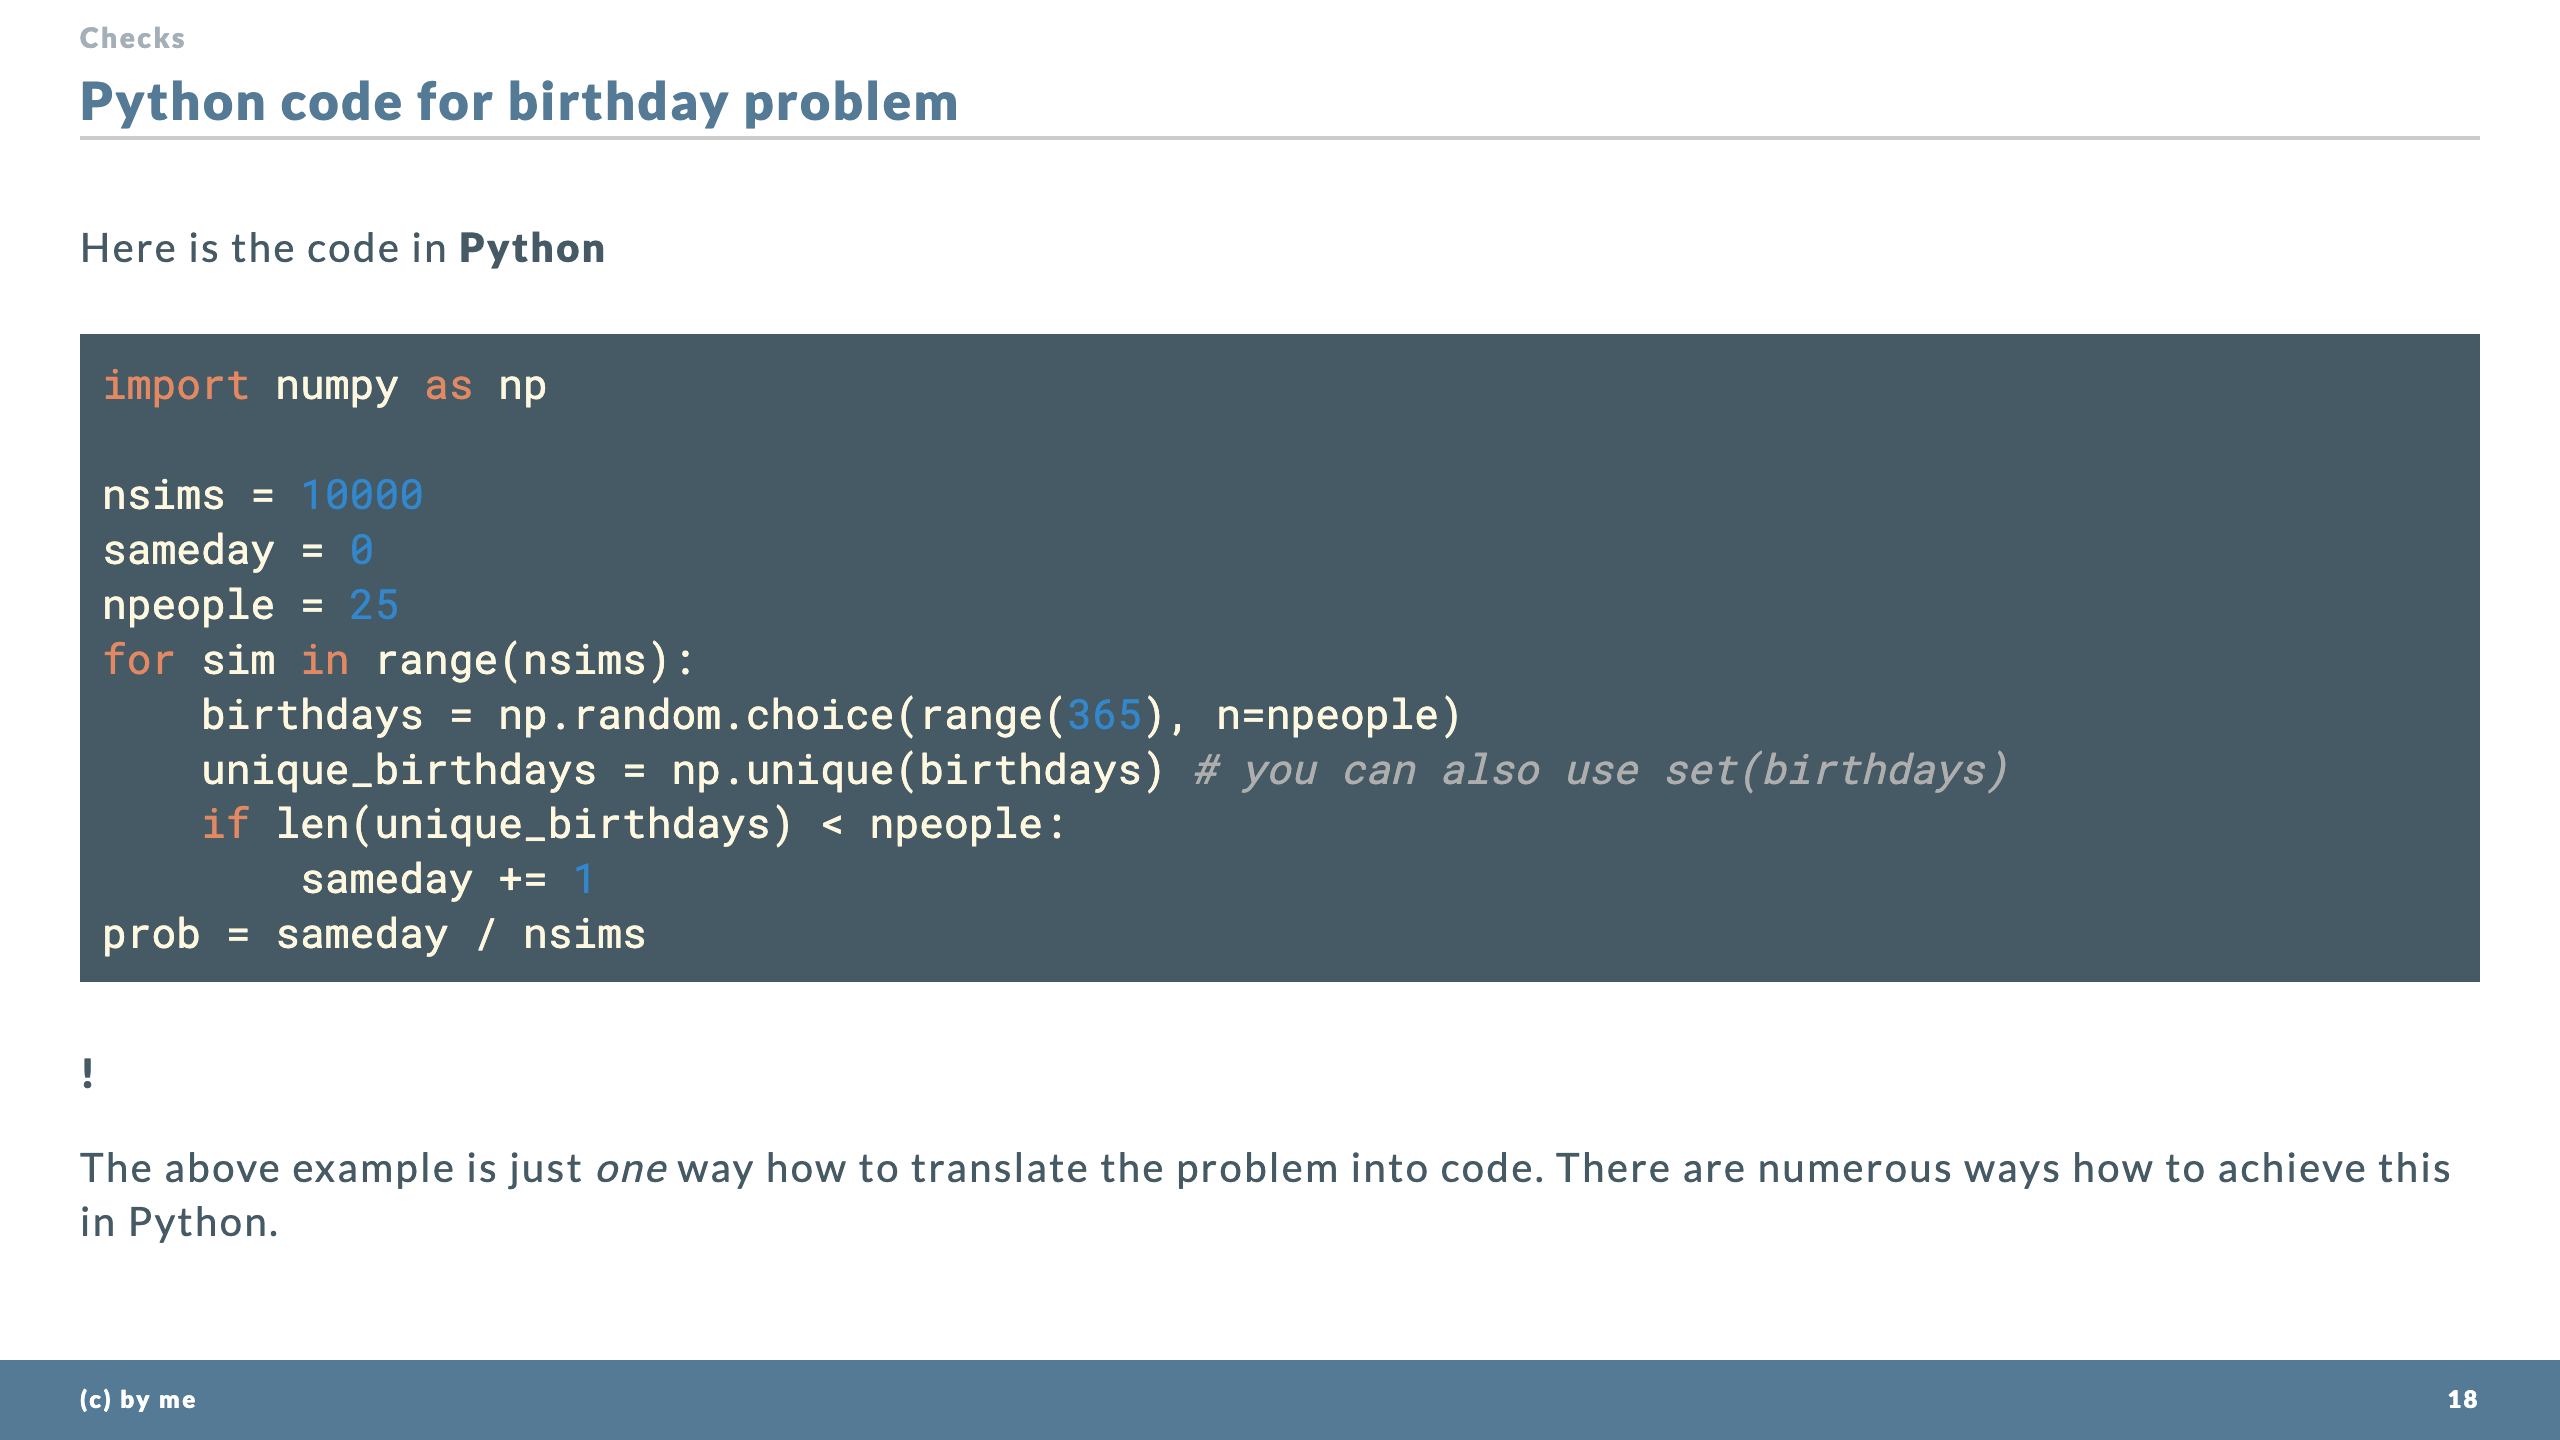 Checks
Python code for birthday problem
Here is the code in Python
import numpy as np

nsims = 10000
sameday = 0
npeople = 25
for sim in range(nsims):
    birthdays = np.random.choice(range(365), n=npeople)
    unique_birthdays = np.unique(birthdays) # you can also use set(birthdays)
    if len(unique_birthdays) < npeople:
        sameday += 1
prob = sameday / nsims
!
The above example is just one way how to translate the problem into code. There are numerous ways how to achieve this
in Python.
(c) by me
18